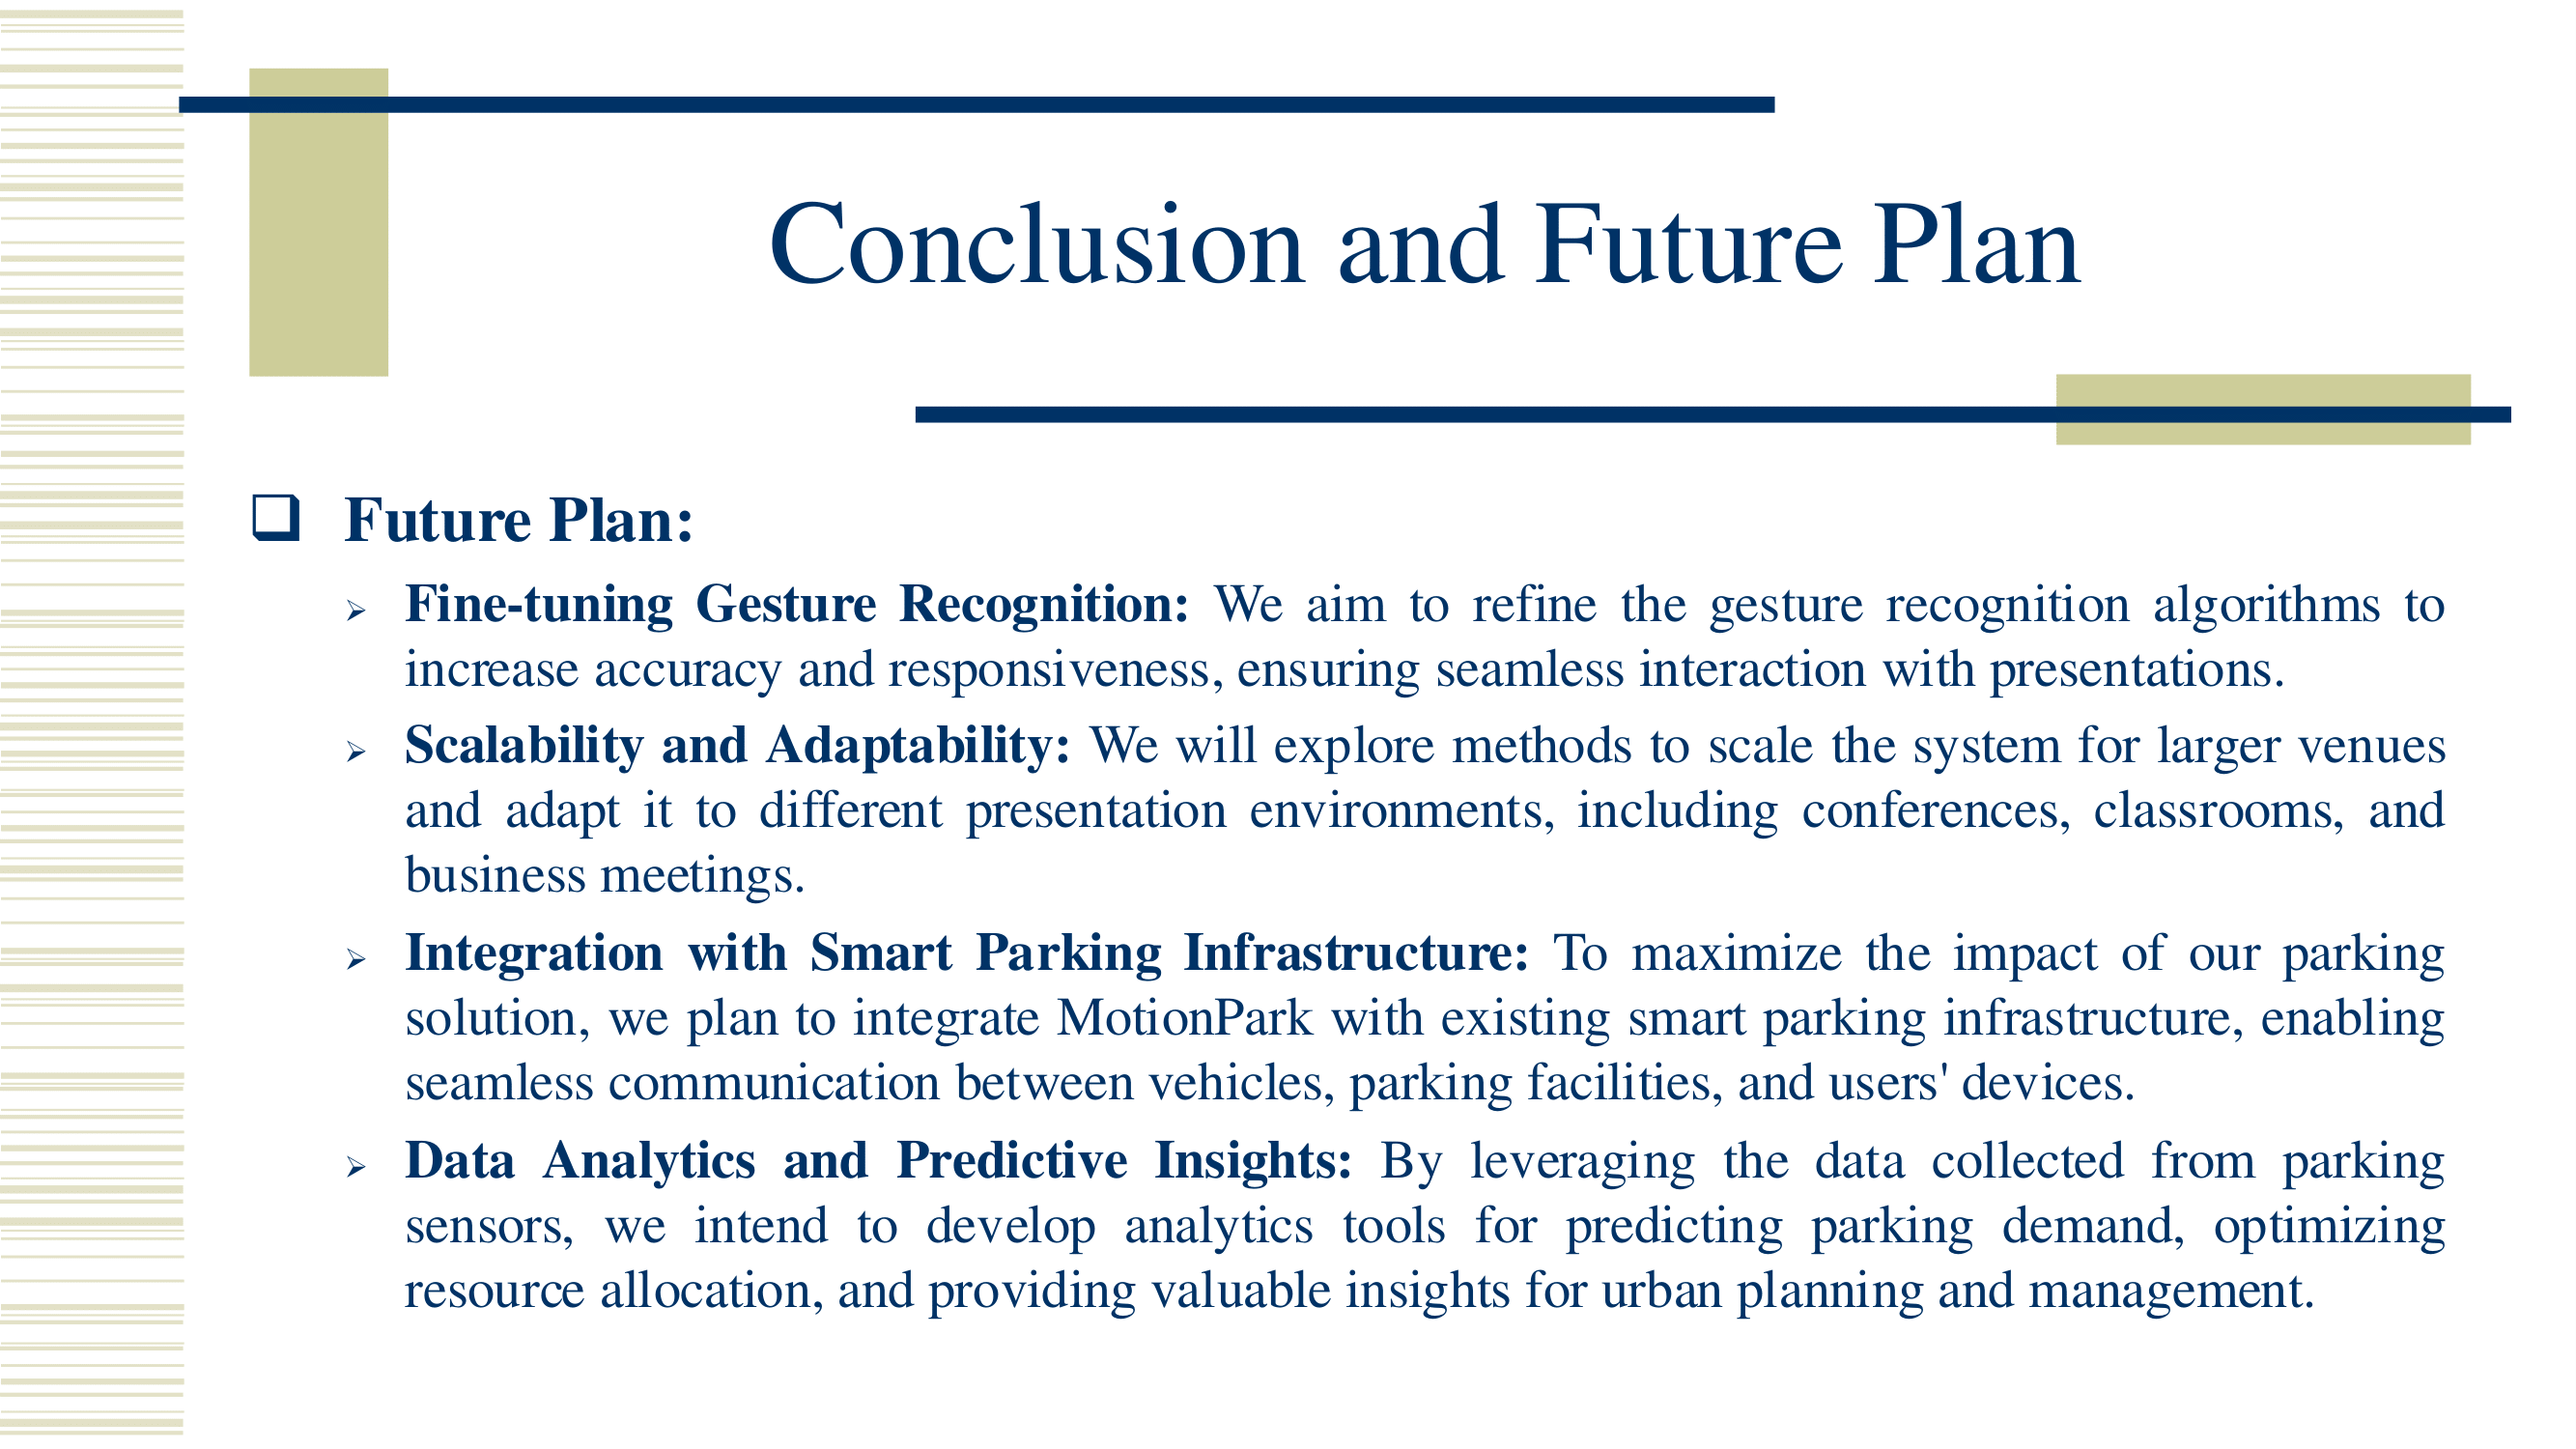 Conclusion and Future Plan
❑ Future Plan:
➢ Fine-tuning Gesture Recognition: We aim to refine the gesture recognition algorithms to
increase accuracy and responsiveness, ensuring seamless interaction with presentations.
➢ Scalability and Adaptability: We will explore methods to scale the system for larger venues
and adapt it to different presentation environments, including conferences, classrooms, and
business meetings.
➢ Integration with Smart Parking Infrastructure: To maximize the impact of our parking
solution, we plan to integrate MotionPark with existing smart parking infrastructure, enabling
seamless communication between vehicles, parking facilities, and users' devices.
➢ Data Analytics and Predictive Insights: By leveraging the data collected from parking
sensors, we intend to develop analytics tools for predicting parking demand, optimizing
resource allocation, and providing valuable insights for urban planning and management.